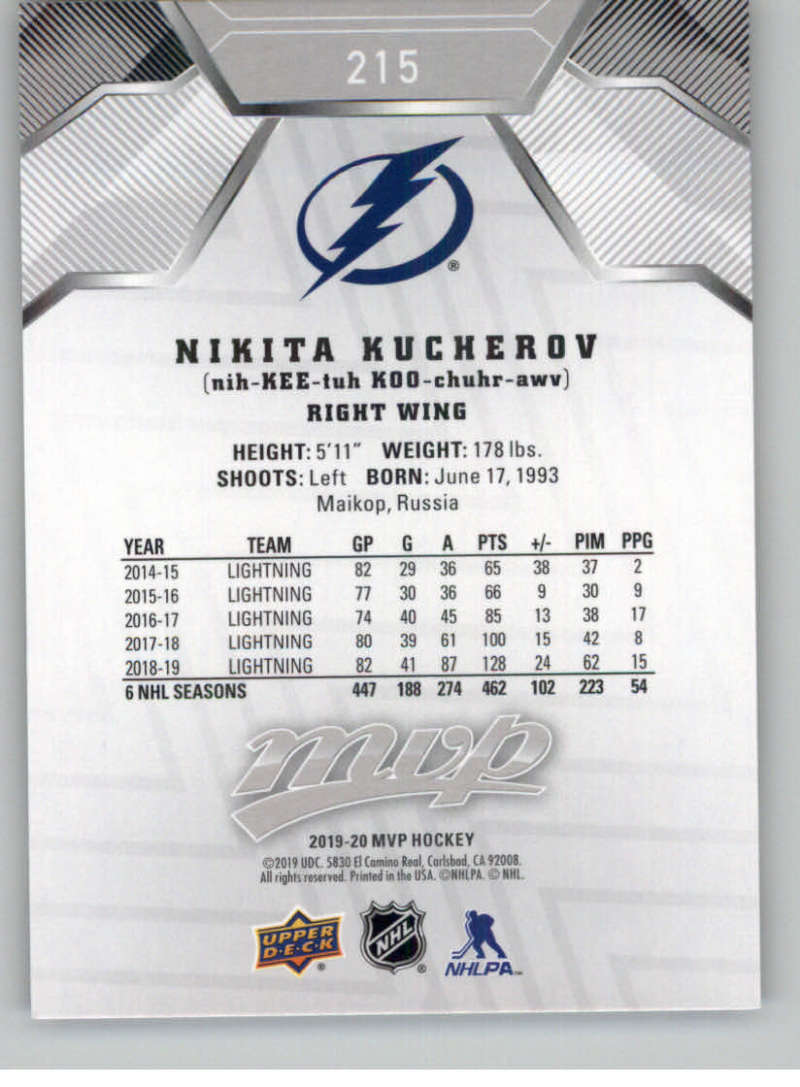 215
®
NIKITA KUCHEROV
(nih-KEE-tuh KOO-chuhr-awv)
RIGHT WING
HEIGHT: 5'11" WEIGHT: 178 lbs.
SHOOTS: Left BORN: June 17, 1993
Maikop, Russia
YEAR TEAM GP G A PTS +/- PIM PPG
2014-15 LIGHTNING 82 29 36 65 38 37 2
2015-16 LIGHTNING 77 30 36 66 9 30 9
2016-17 LIGHTNING 74 40 45 85 13 38 17
2017-18 LIGHTNING 80 39 61 100 15 42 8
2018-19 LIGHTNING 82 41 87 128 24 62 15
6 NHL SEASONS 447 188 274 462 102 223 54
mvp
2019-20 MVP HOCKEY
©2019 UDC. 5830 El Camino Real, Carlsbad, CA 92008.
All rights reserved. Printed in the USA. ©NHLPA. © NHL.
UPPER
D·E·C·K ®
NHL ®
NHLPA™